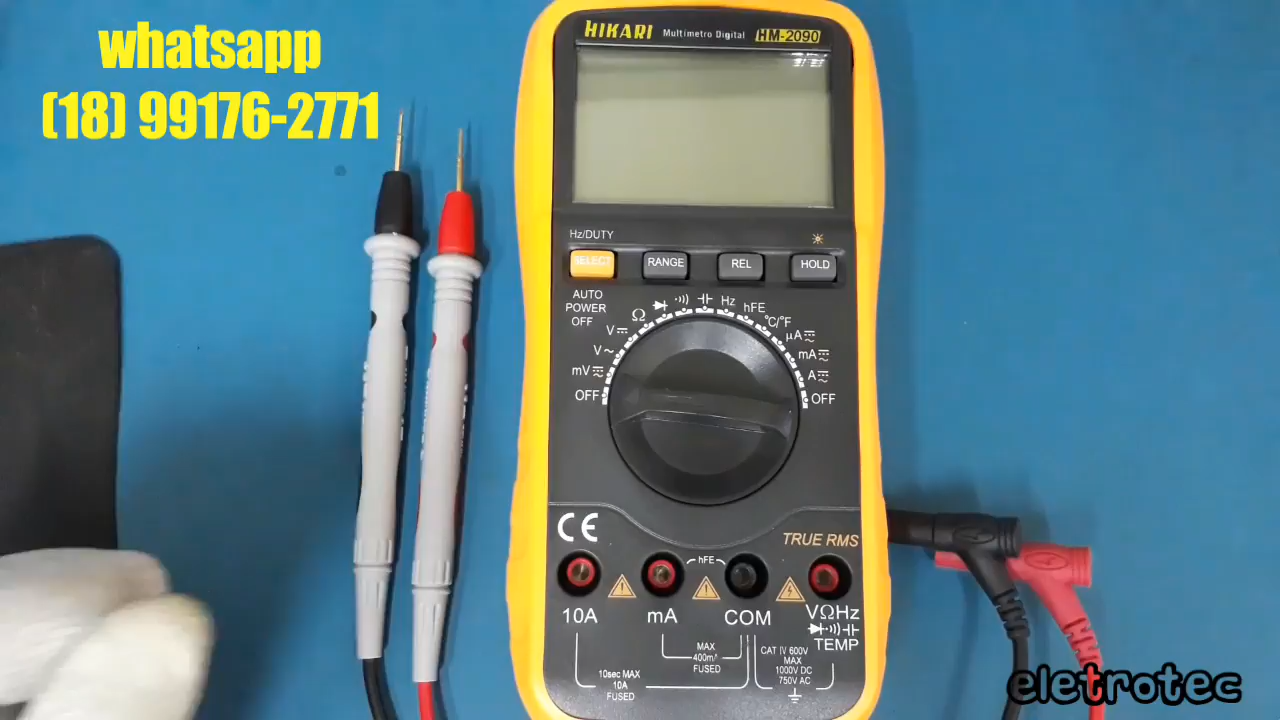 whatsapp
(18) 99176-2771
HIKARI Multimetro Digital HM-2090
Hz/DUTY
SELECT RANGE REL HOLD
AUTO
POWER
OFF
OFF
mV
V
V
Ω
Hz
hFE
°C/°F
µA
mA
A
OFF
CE
TRUE RMS
hFE
10A mA COM VΩHz
TEMP
MAX
400mA
FUSED
10sec MAX
10A
FUSED
CAT IV 600V
MAX
1000V DC
750V AC
eletrotec